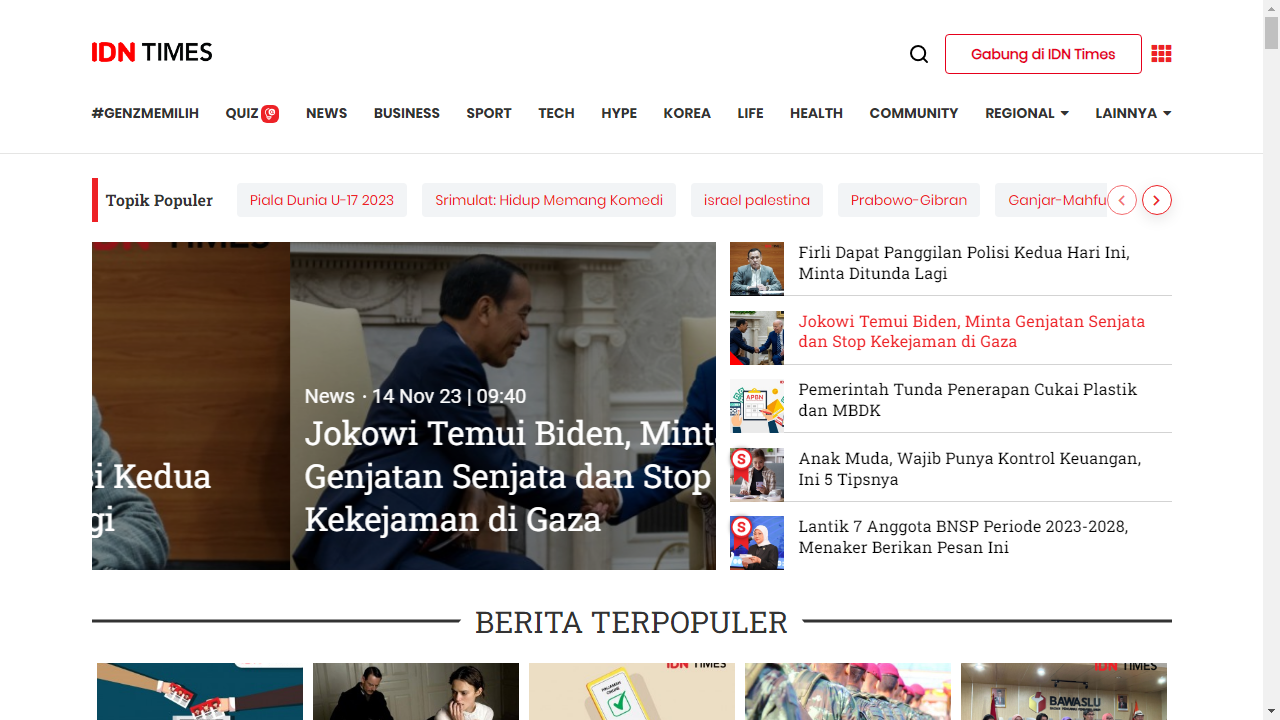 IDN TIMES
Gabung di IDN Times
#GENZMEMILIH QUIZ NEWS BUSINESS SPORT TECH HYPE KOREA LIFE HEALTH COMMUNITY REGIONAL LAINNYA
Topik Populer
Piala Dunia U-17 2023
Srimulat: Hidup Memang Komedi
israel palestina
Prabowo-Gibran
Ganjar-Mahfu
i Kedua
gi
News · 14 Nov 23 | 09:40
Jokowi Temui Biden, Minta
Genjatan Senjata dan Stop
Kekejaman di Gaza
Firli Dapat Panggilan Polisi Kedua Hari Ini,
Minta Ditunda Lagi
Jokowi Temui Biden, Minta Genjatan Senjata
dan Stop Kekejaman di Gaza
APBN
Pemerintah Tunda Penerapan Cukai Plastik
dan MBDK
S
Anak Muda, Wajib Punya Kontrol Keuangan,
Ini 5 Tipsnya
S
Lantik 7 Anggota BNSP Periode 2023-2028,
Menaker Berikan Pesan Ini
BERITA TERPOPULER
IDN TIMES
IDN TIMES
BAWASLU